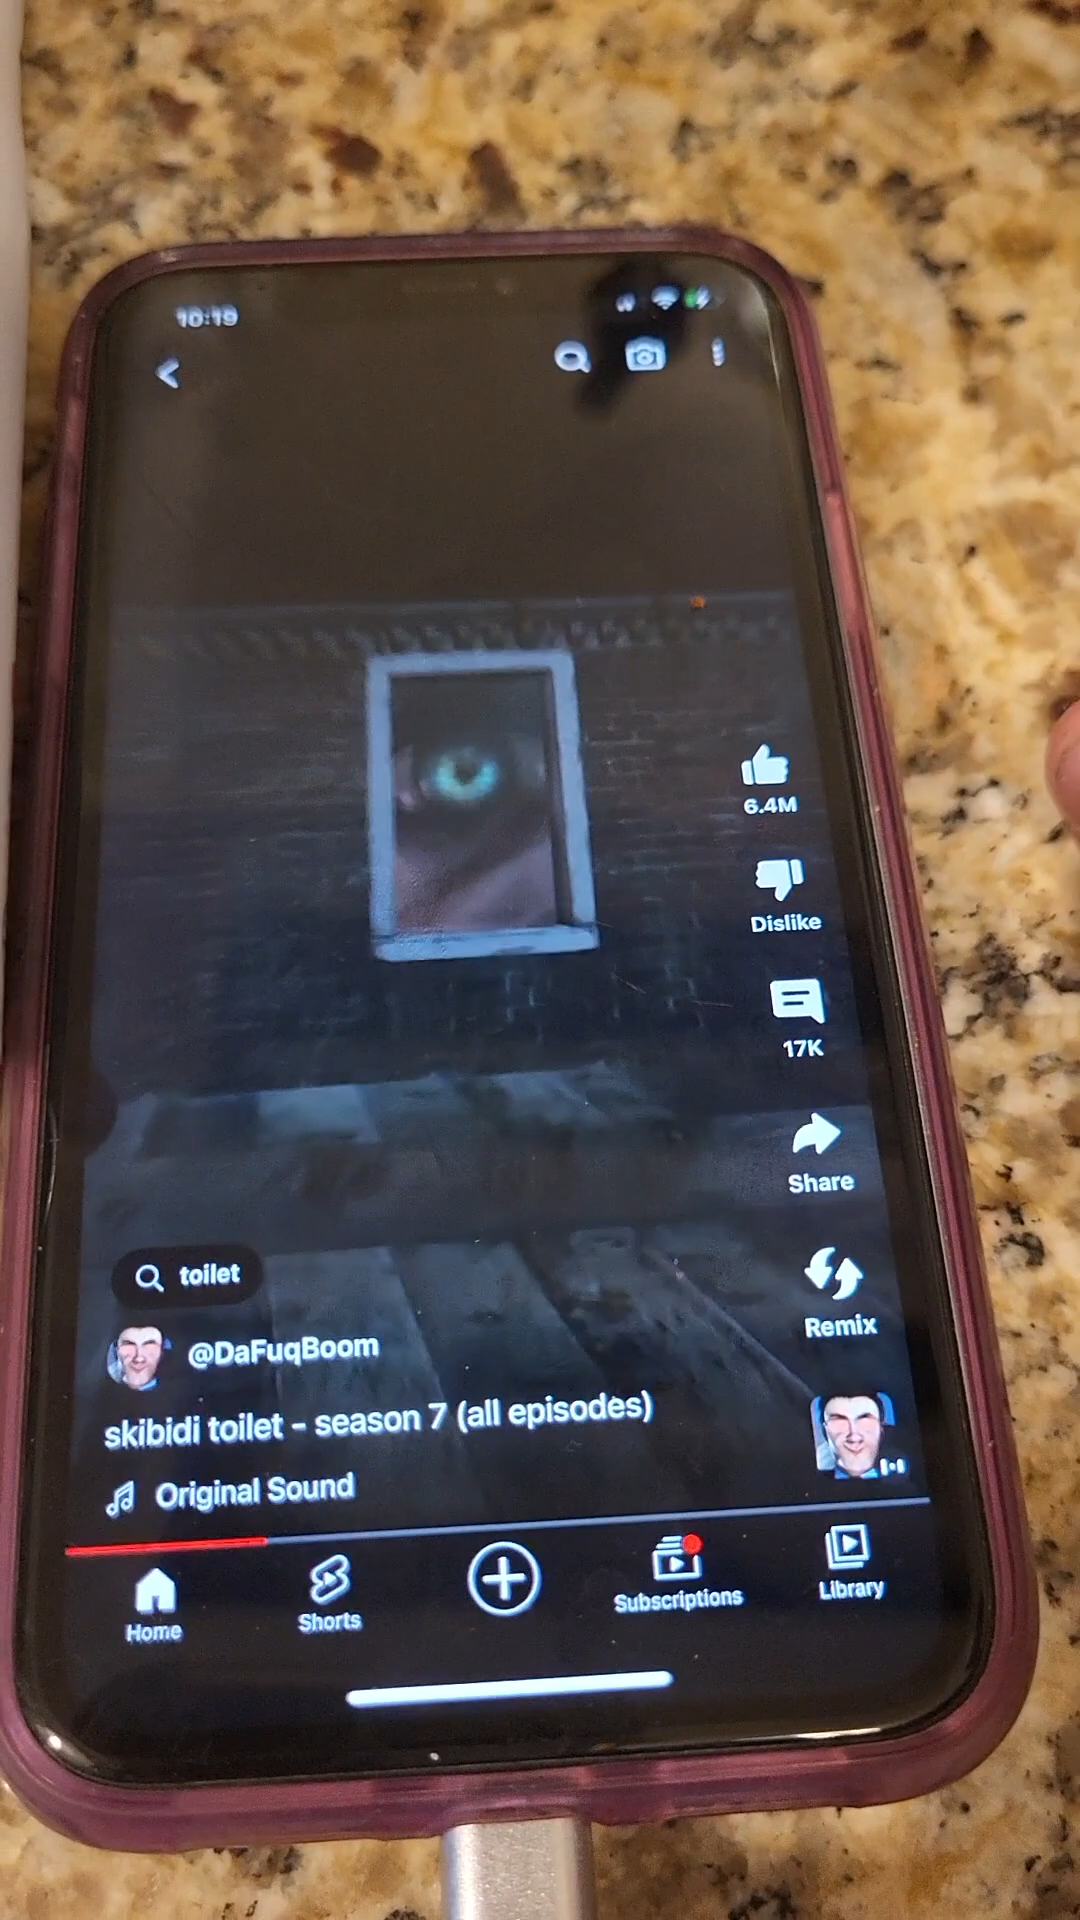 10:19
6.4M
Dislike
17K
Share
Remix
toilet
@DaFuqBoom
skibidi toilet - season 7 (all episodes)
Original Sound
Home
Shorts
Subscriptions
Library